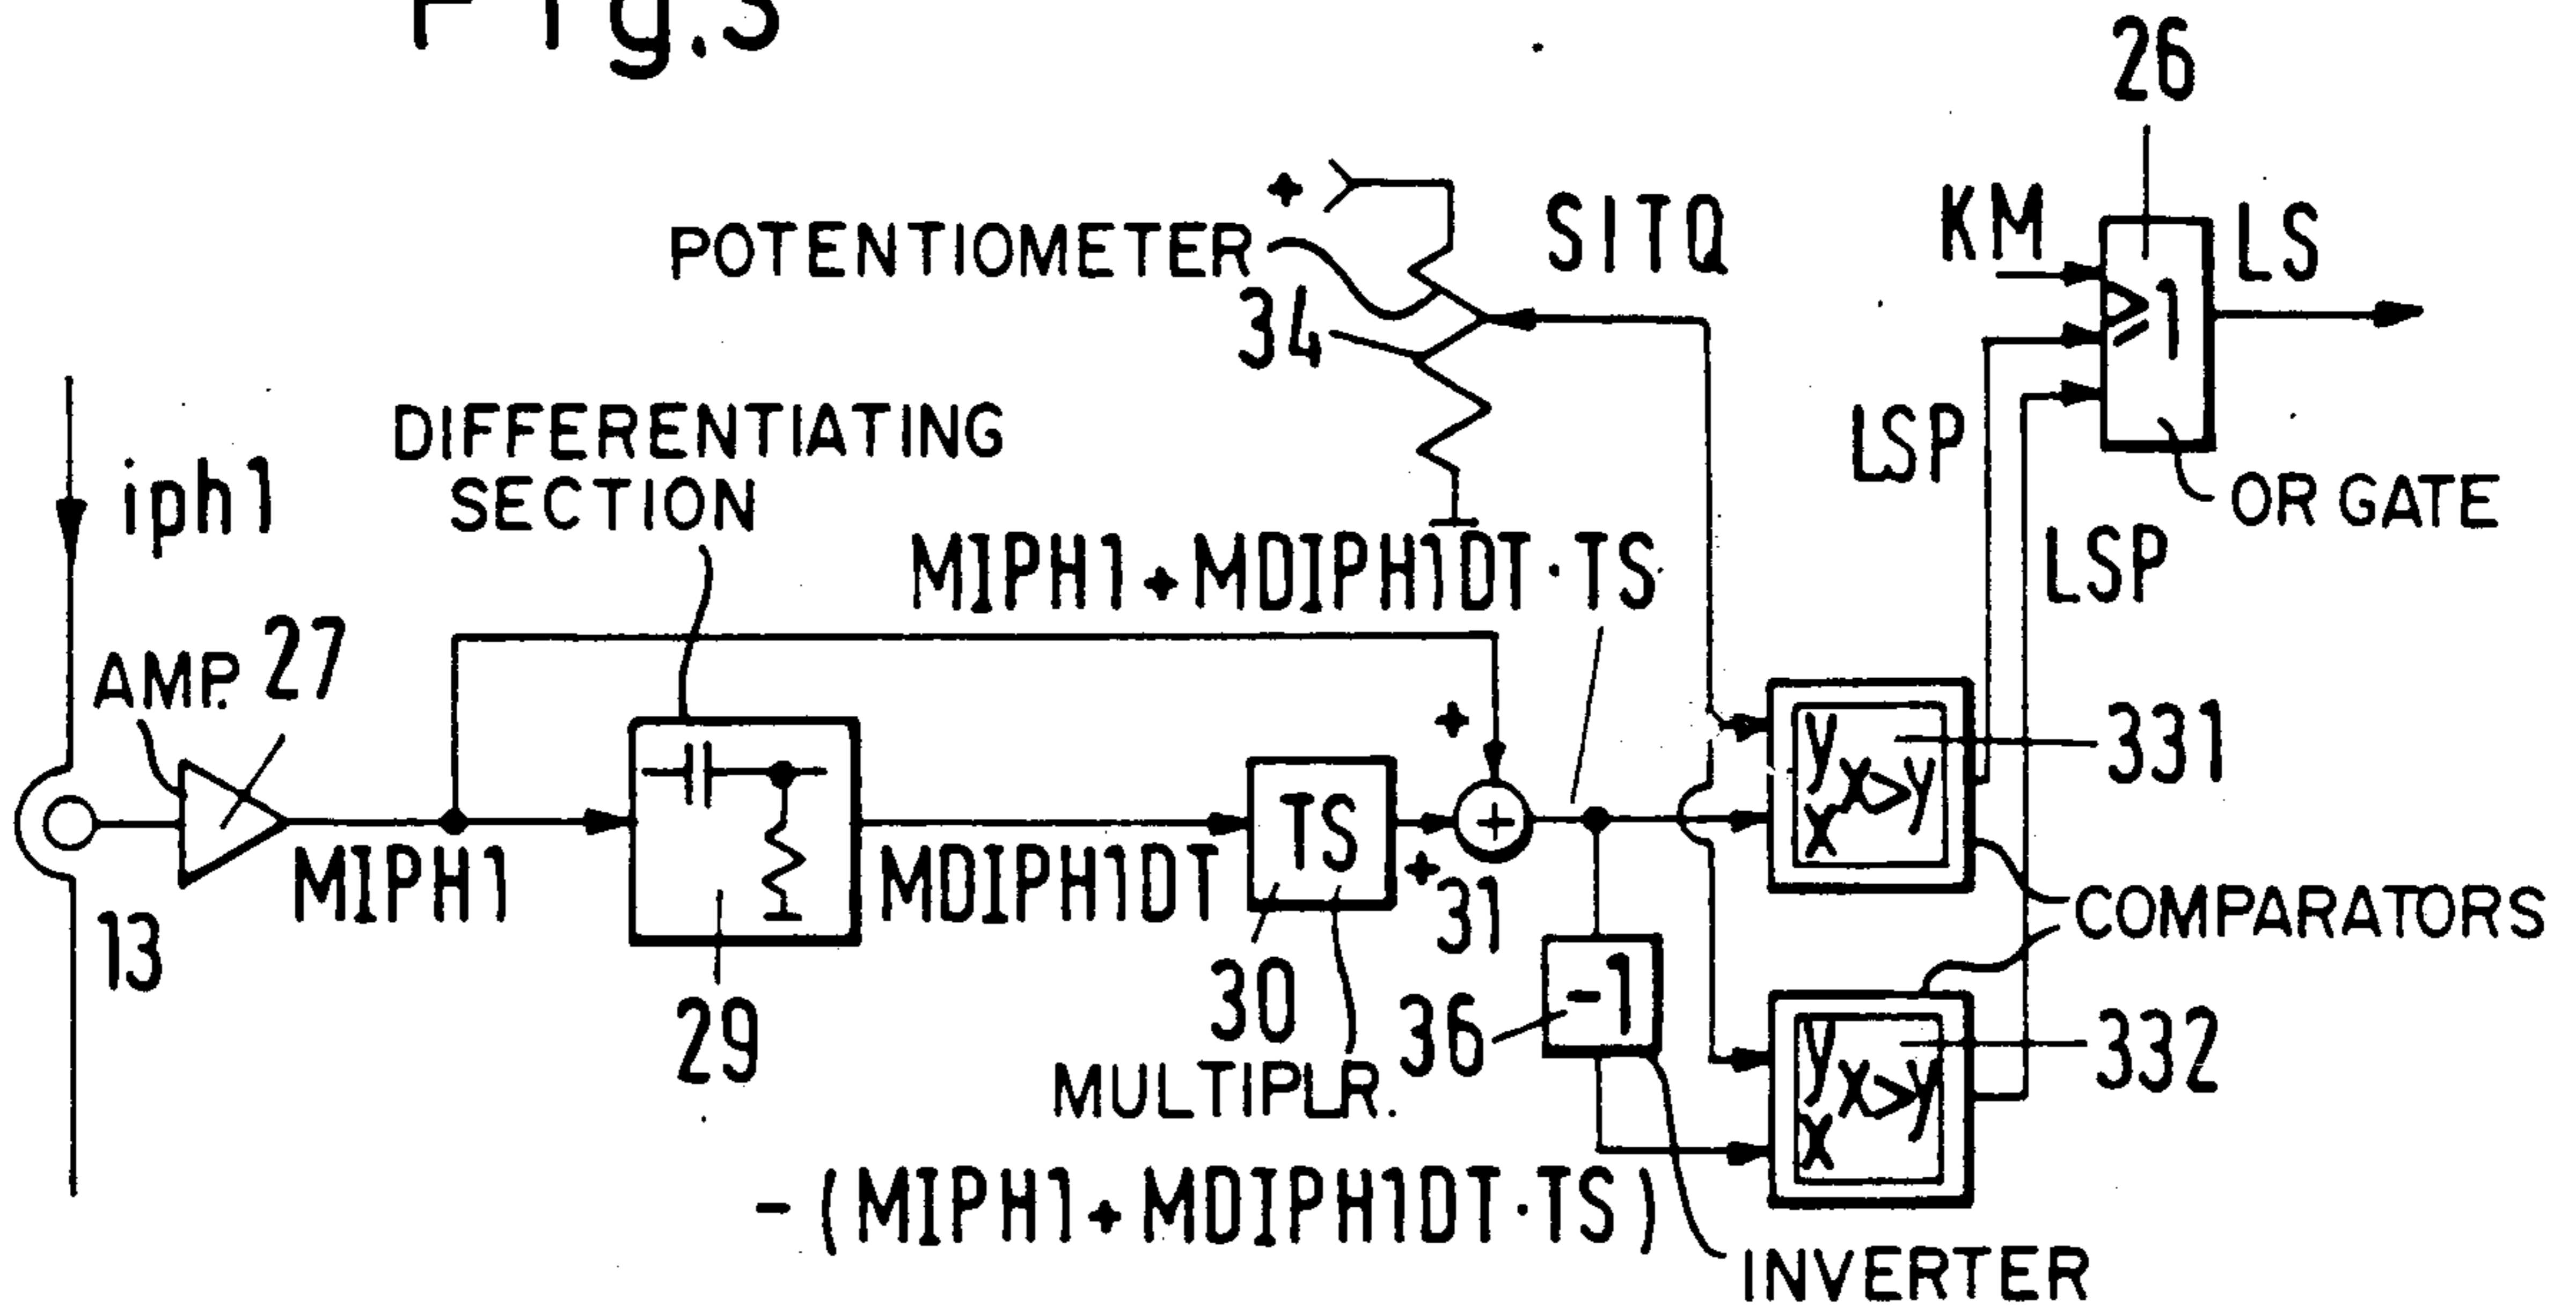 Fig.3
26
+
POTENTIOMETER
34
SITQ
KM
LS
≥1
DIFFERENTIATING
SECTION
iph1
LSP
OR GATE
LSP
MIPH1+MDIPH1DT·TS
AMP. 27
+
331
y
x>y
x
TS
+
+
MIPH1
MDIPH1DT
31
13
COMPARATORS
29
30
36
-1
MULTIPLR.
332
y
x>y
x
-(MIPH1+MDIPH1DT·TS)
INVERTER